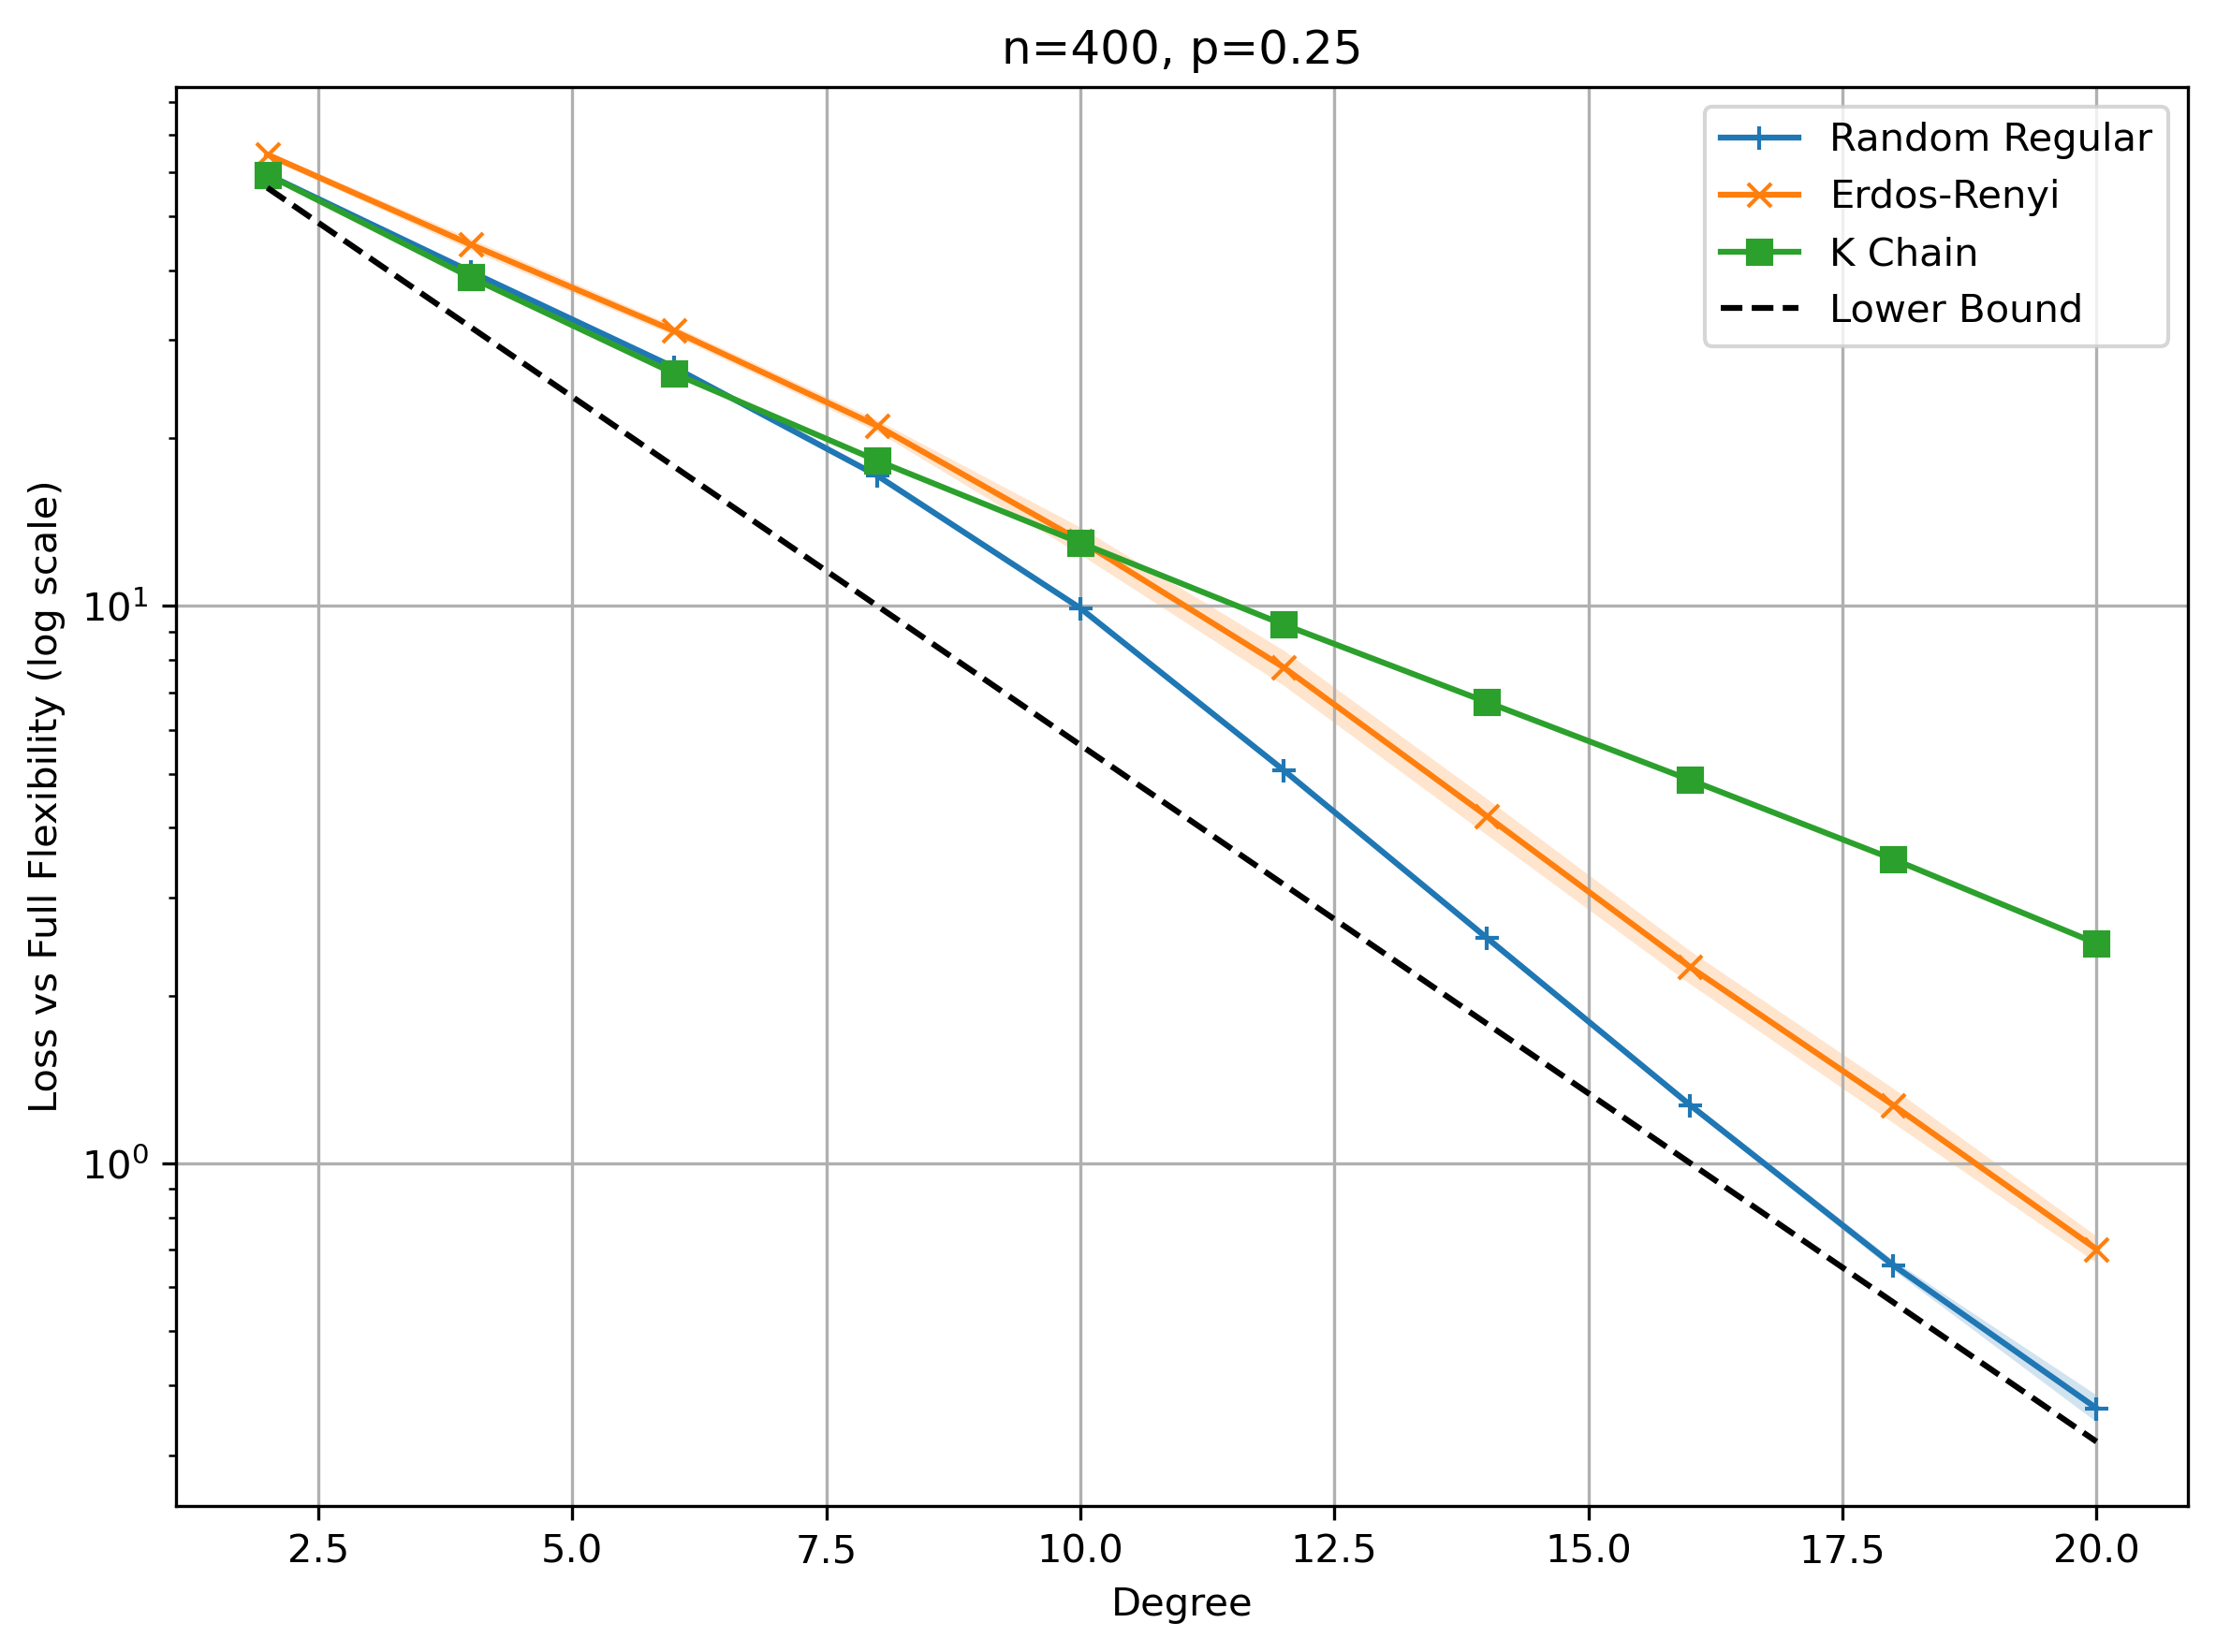 n=400, p=0.25
Random Regular
Erdos-Renyi
K Chain
Lower Bound
Loss vs Full Flexibility (log scale)
10¹
10⁰
2.5 5.0 7.5 10.0 12.5 15.0 17.5 20.0
Degree